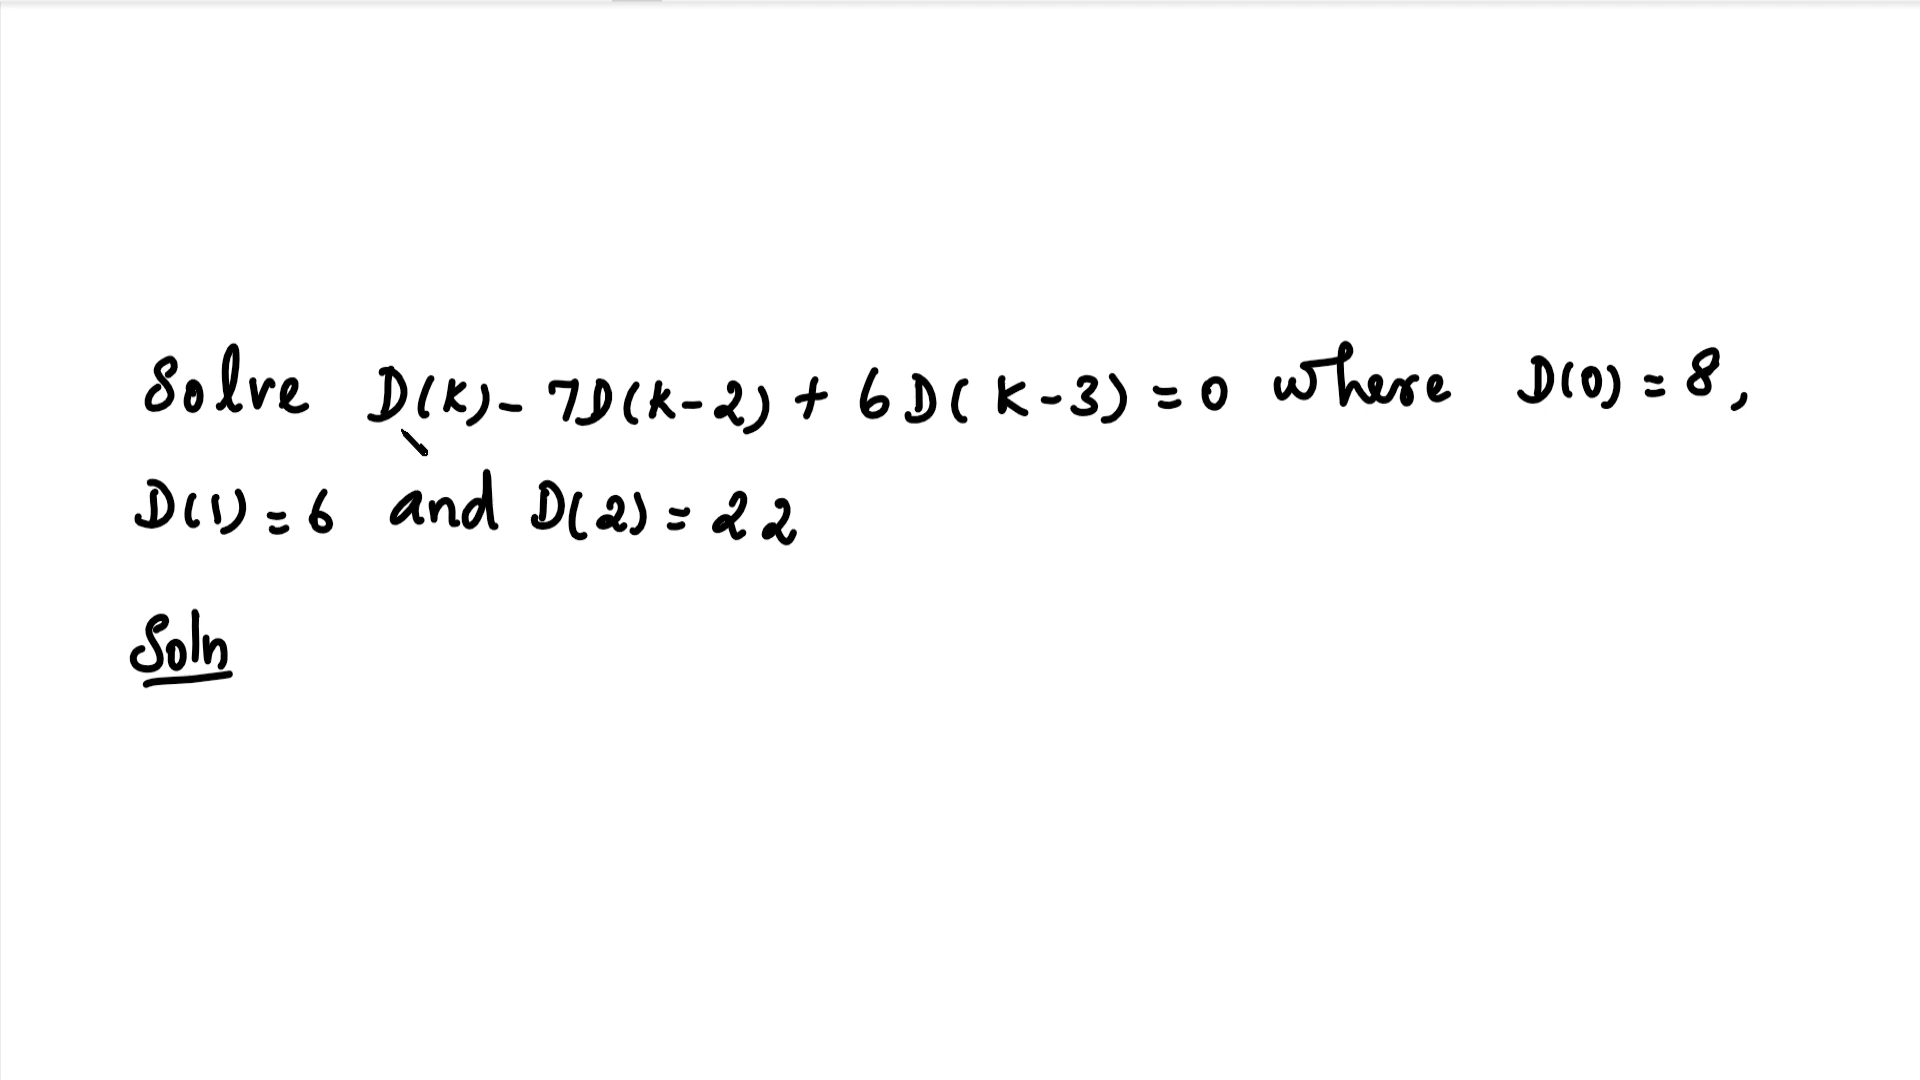 Solve D(k)-7D(k-2)+6D(k-3)=0 where D(0)=8,
D(1)=6 and D(2)=22
Soln